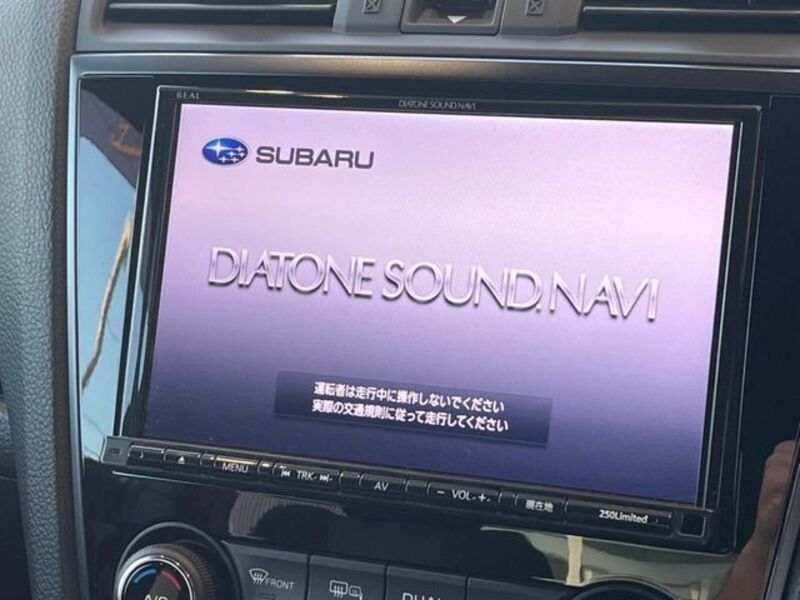 REAL
DIATONE SOUND.NAVI
SUBARU
DIATONE SOUND.NAVI
運転者は走行中に操作しないでください
実際の交通規則に従って走行してください
MENU TRK AV − VOL + 現在地 250Limited
A/C FRONT